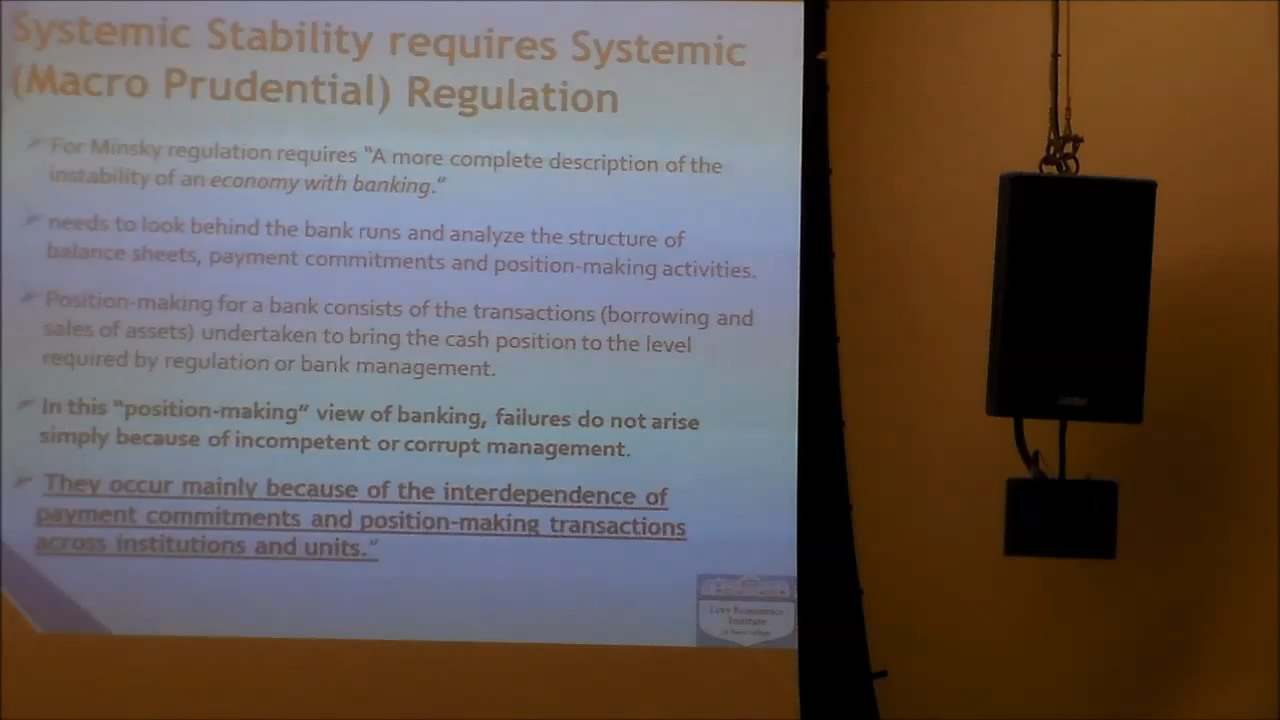 Systemic Stability requires Systemic
(Macro Prudential) Regulation
For Minsky regulation requires "A more complete description of the
instability of an economy with banking."
needs to look behind the bank runs and analyze the structure of
balance sheets, payment commitments and position-making activities.
Position-making for a bank consists of the transactions (borrowing and
sales of assets) undertaken to bring the cash position to the level
required by regulation or bank management.
In this "position-making" view of banking, failures do not arise
simply because of incompetent or corrupt management.
They occur mainly because of the interdependence of
payment commitments and position-making transactions
across institutions and units."
Levy Economics
Institute